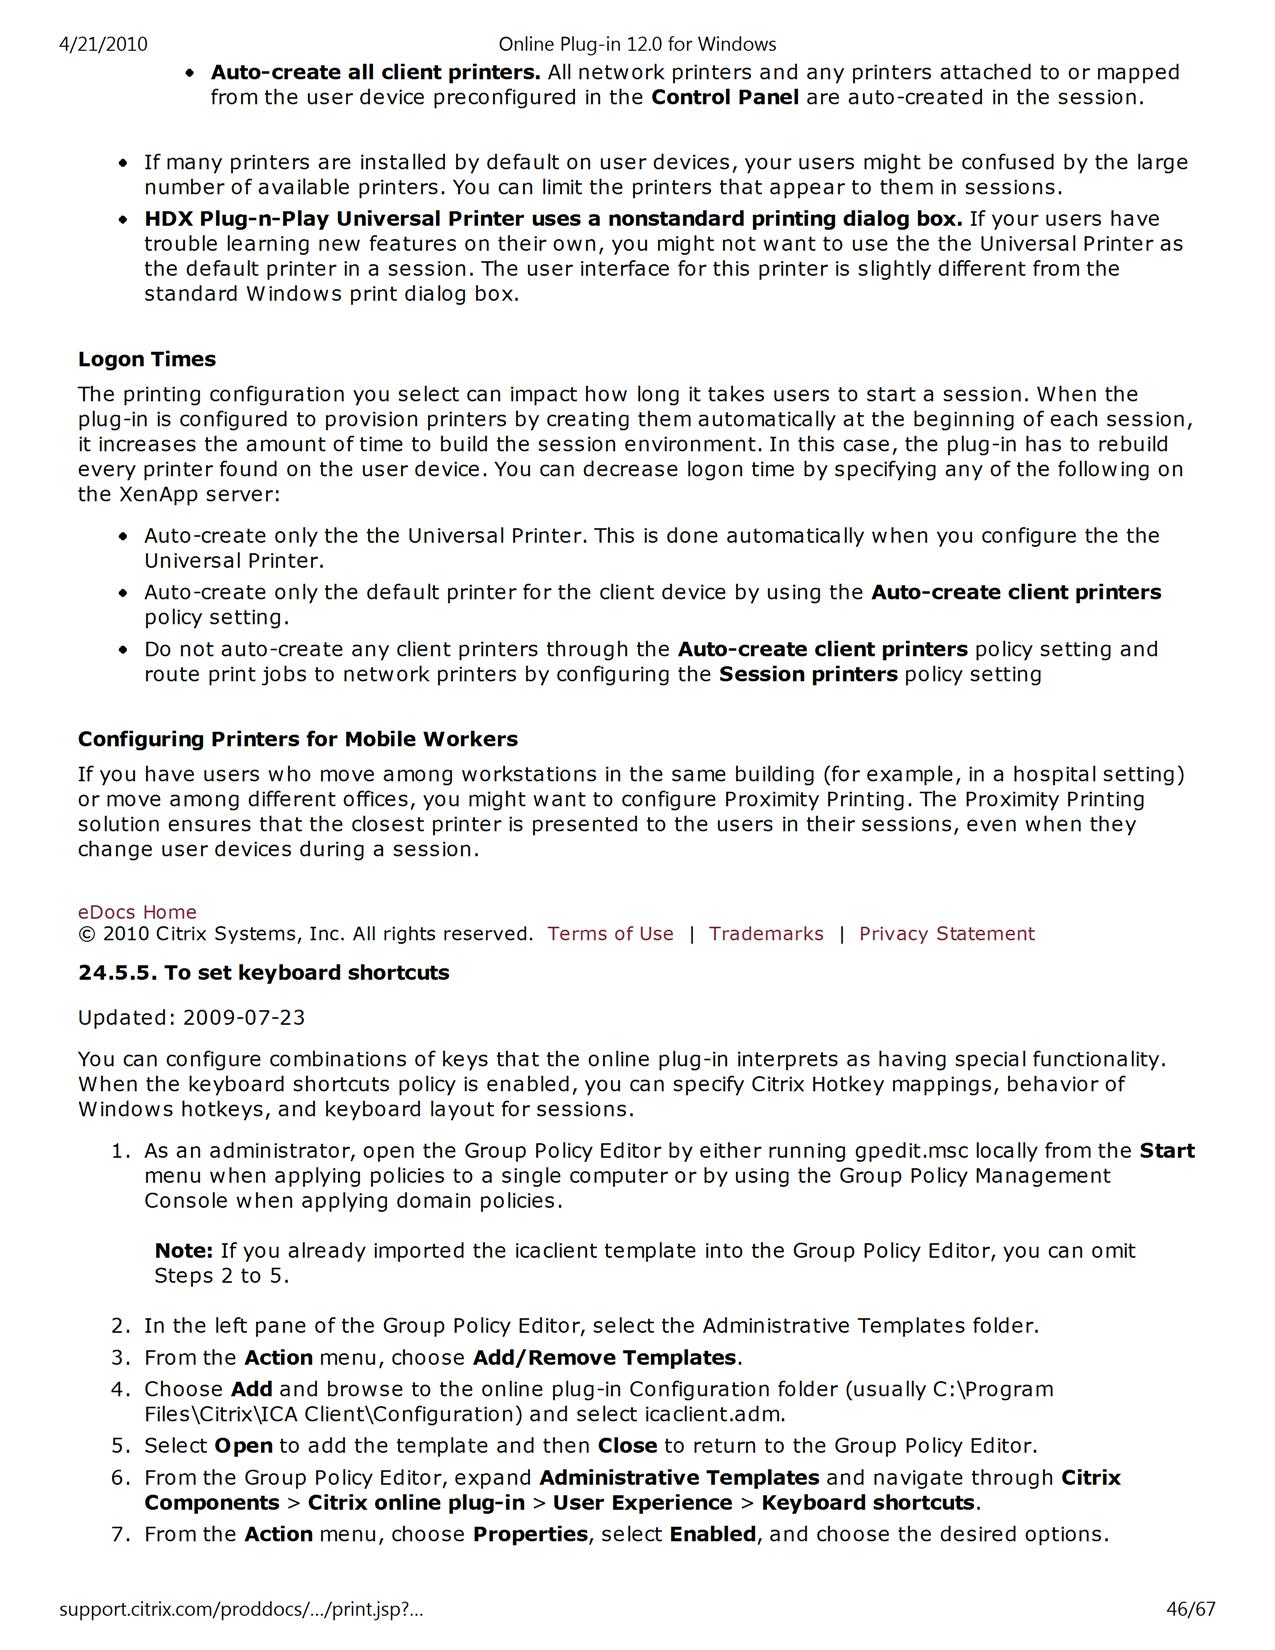 4/21/2010 Online Plug-in 12.0 for Windows
• Auto-create all client printers. All network printers and any printers attached to or mapped
from the user device preconfigured in the Control Panel are auto-created in the session.
• If many printers are installed by default on user devices, your users might be confused by the large
number of available printers. You can limit the printers that appear to them in sessions.
• HDX Plug-n-Play Universal Printer uses a nonstandard printing dialog box. If your users have
trouble learning new features on their own, you might not want to use the the Universal Printer as
the default printer in a session. The user interface for this printer is slightly different from the
standard Windows print dialog box.
Logon Times
The printing configuration you select can impact how long it takes users to start a session. When the
plug-in is configured to provision printers by creating them automatically at the beginning of each session,
it increases the amount of time to build the session environment. In this case, the plug-in has to rebuild
every printer found on the user device. You can decrease logon time by specifying any of the following on
the XenApp server:
• Auto-create only the the Universal Printer. This is done automatically when you configure the the
Universal Printer.
• Auto-create only the default printer for the client device by using the Auto-create client printers
policy setting.
• Do not auto-create any client printers through the Auto-create client printers policy setting and
route print jobs to network printers by configuring the Session printers policy setting
Configuring Printers for Mobile Workers
If you have users who move among workstations in the same building (for example, in a hospital setting)
or move among different offices, you might want to configure Proximity Printing. The Proximity Printing
solution ensures that the closest printer is presented to the users in their sessions, even when they
change user devices during a session.
eDocs Home
© 2010 Citrix Systems, Inc. All rights reserved. Terms of Use | Trademarks | Privacy Statement
24.5.5. To set keyboard shortcuts
Updated: 2009-07-23
You can configure combinations of keys that the online plug-in interprets as having special functionality.
When the keyboard shortcuts policy is enabled, you can specify Citrix Hotkey mappings, behavior of
Windows hotkeys, and keyboard layout for sessions.
1. As an administrator, open the Group Policy Editor by either running gpedit.msc locally from the Start
menu when applying policies to a single computer or by using the Group Policy Management
Console when applying domain policies.
Note: If you already imported the icaclient template into the Group Policy Editor, you can omit
Steps 2 to 5.
2. In the left pane of the Group Policy Editor, select the Administrative Templates folder.
3. From the Action menu, choose Add/Remove Templates.
4. Choose Add and browse to the online plug-in Configuration folder (usually C:\Program
Files\Citrix\ICA Client\Configuration) and select icaclient.adm.
5. Select Open to add the template and then Close to return to the Group Policy Editor.
6. From the Group Policy Editor, expand Administrative Templates and navigate through Citrix
Components > Citrix online plug-in > User Experience > Keyboard shortcuts.
7. From the Action menu, choose Properties, select Enabled, and choose the desired options.
support.citrix.com/proddocs/.../print.jsp?... 46/67